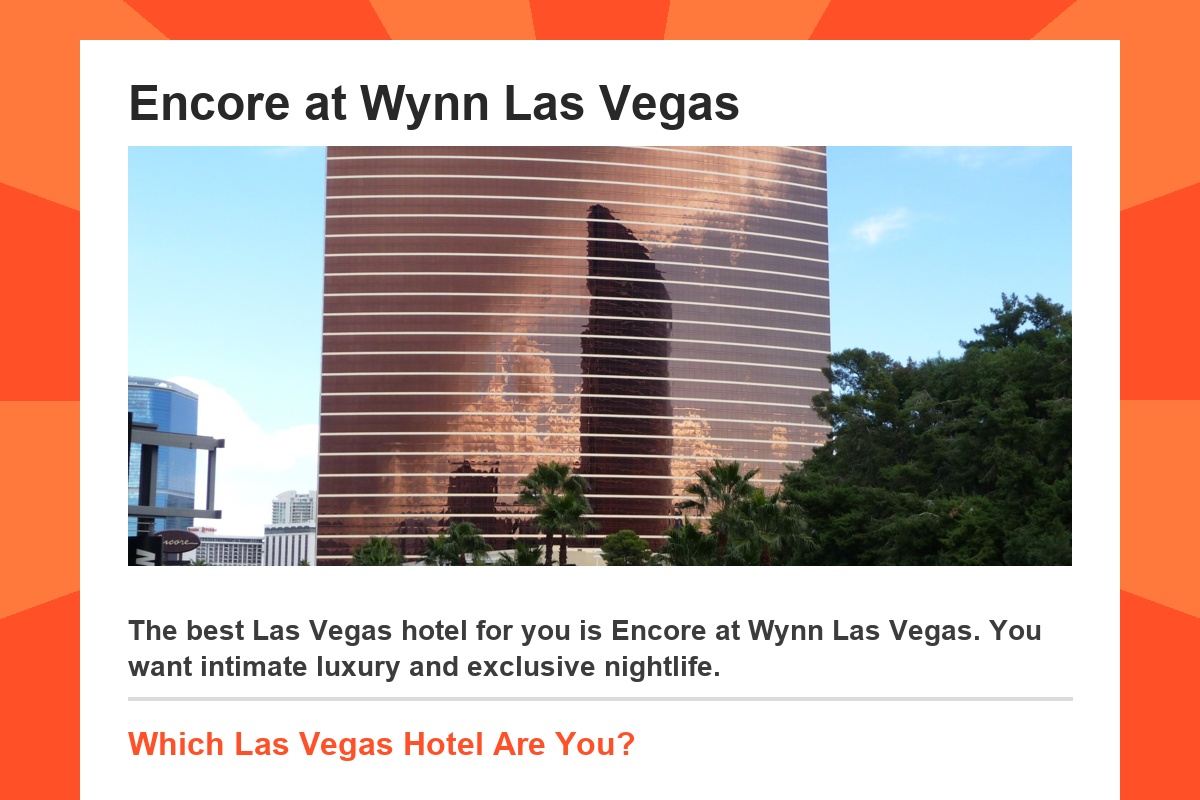 Encore at Wynn Las Vegas
The best Las Vegas hotel for you is Encore at Wynn Las Vegas. You
want intimate luxury and exclusive nightlife.
Which Las Vegas Hotel Are You?